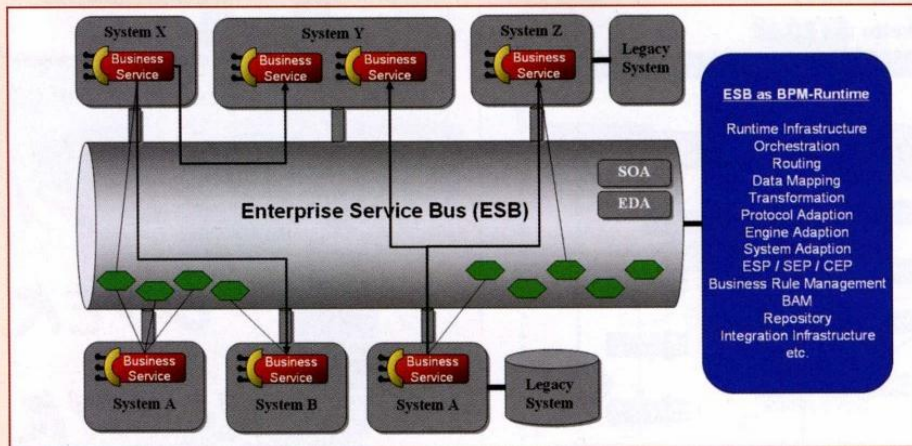 System X
Business
Service
System Y
Business
Service
Business
Service
System Z
Business
Service
Legacy
System
Enterprise Service Bus (ESB)
SOA
EDA
ESB as BPM-Runtime
Runtime Infrastructure
Orchestration
Routing
Data Mapping
Transformation
Protocol Adaption
Engine Adaption
System Adaption
ESP / SEP / CEP
Business Rule Management
BAM
Repository
Integration Infrastructure
etc.
Business
Service
System A
Business
Service
System B
Business
Service
System A
Legacy
System